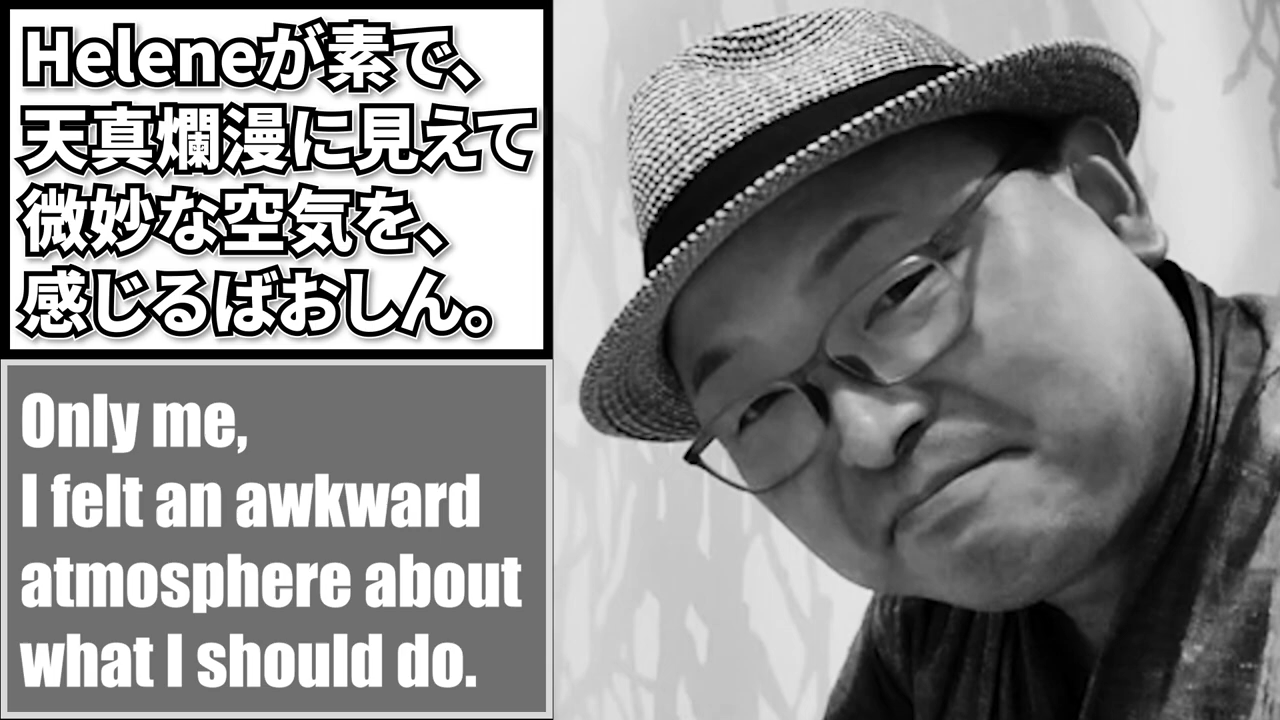 Heleneが素で、
天真爛漫に見えて
微妙な空気を、
感じるばおしん。
Only me,
I felt an awkward
atmosphere about
what I should do.